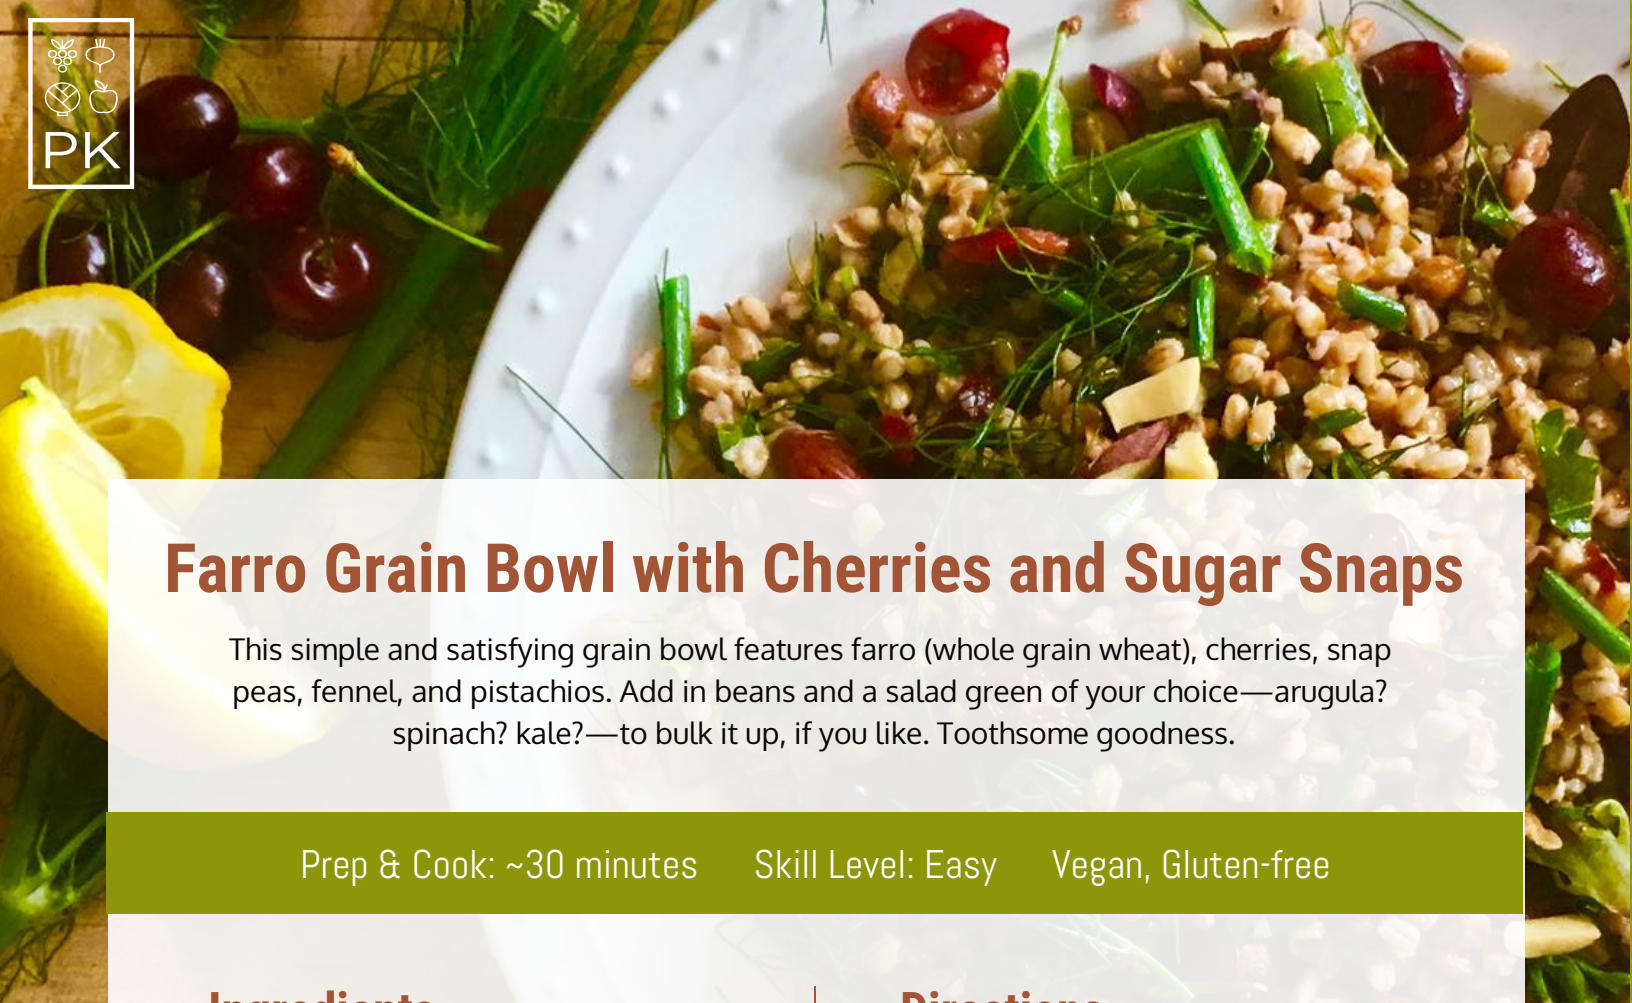 PK
Farro Grain Bowl with Cherries and Sugar Snaps
This simple and satisfying grain bowl features farro (whole grain wheat), cherries, snap
peas, fennel, and pistachios. Add in beans and a salad green of your choice—arugula?
spinach? kale?—to bulk it up, if you like. Toothsome goodness.
Prep & Cook: ~30 minutes Skill Level: Easy Vegan, Gluten-free
Ingredients Directions